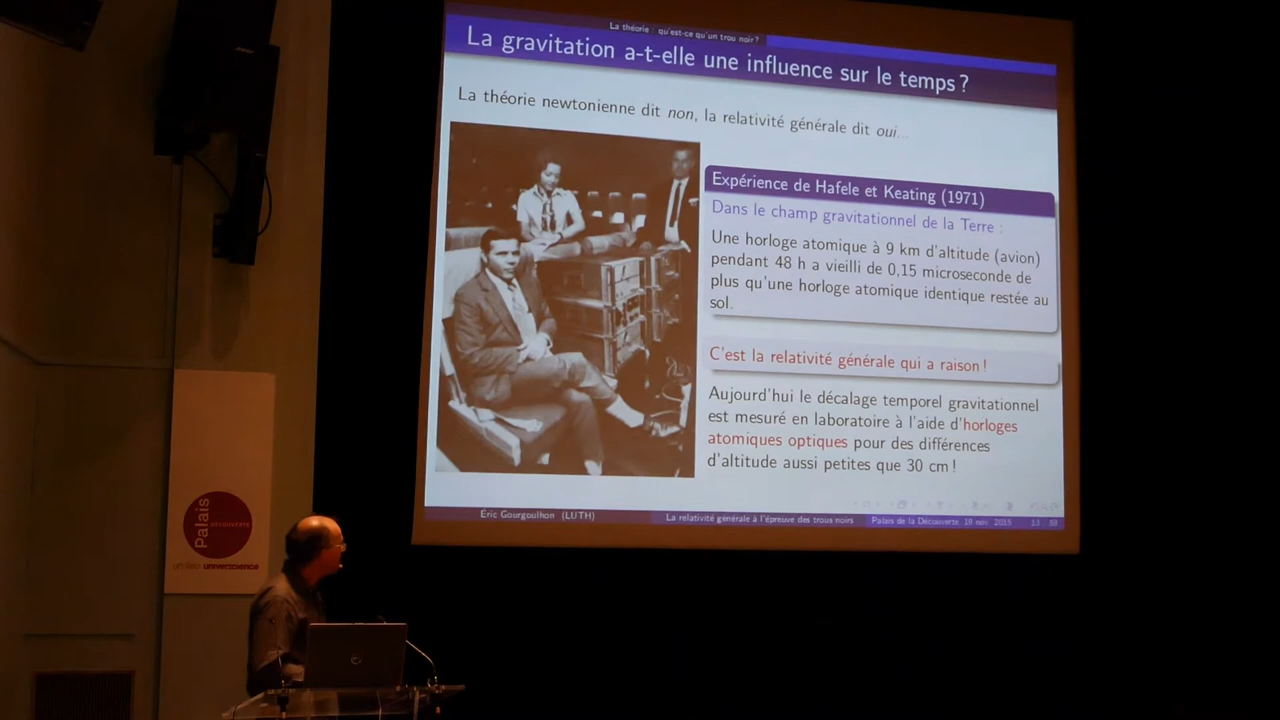 La théorie : qu'est-ce qu'un trou noir ?
La gravitation a-t-elle une influence sur le temps ?
La théorie newtonienne dit non, la relativité générale dit oui...
Expérience de Hafele et Keating (1971)
Dans le champ gravitationnel de la Terre :
Une horloge atomique à 9 km d'altitude (avion)
pendant 48 h a vieilli de 0,15 microseconde de
plus qu'une horloge atomique identique restée au
sol.
C'est la relativité générale qui a raison !
Aujourd'hui le décalage temporel gravitationnel
est mesuré en laboratoire à l'aide d'horloges
atomiques optiques pour des différences
d'altitude aussi petites que 30 cm !
Éric Gourgoulhon (LUTH) La relativité générale à l'épreuve des trous noirs Palais de la Découverte 19 nov. 2015 13 59
Palais
DÉCOUVERTE
un lieu universcience